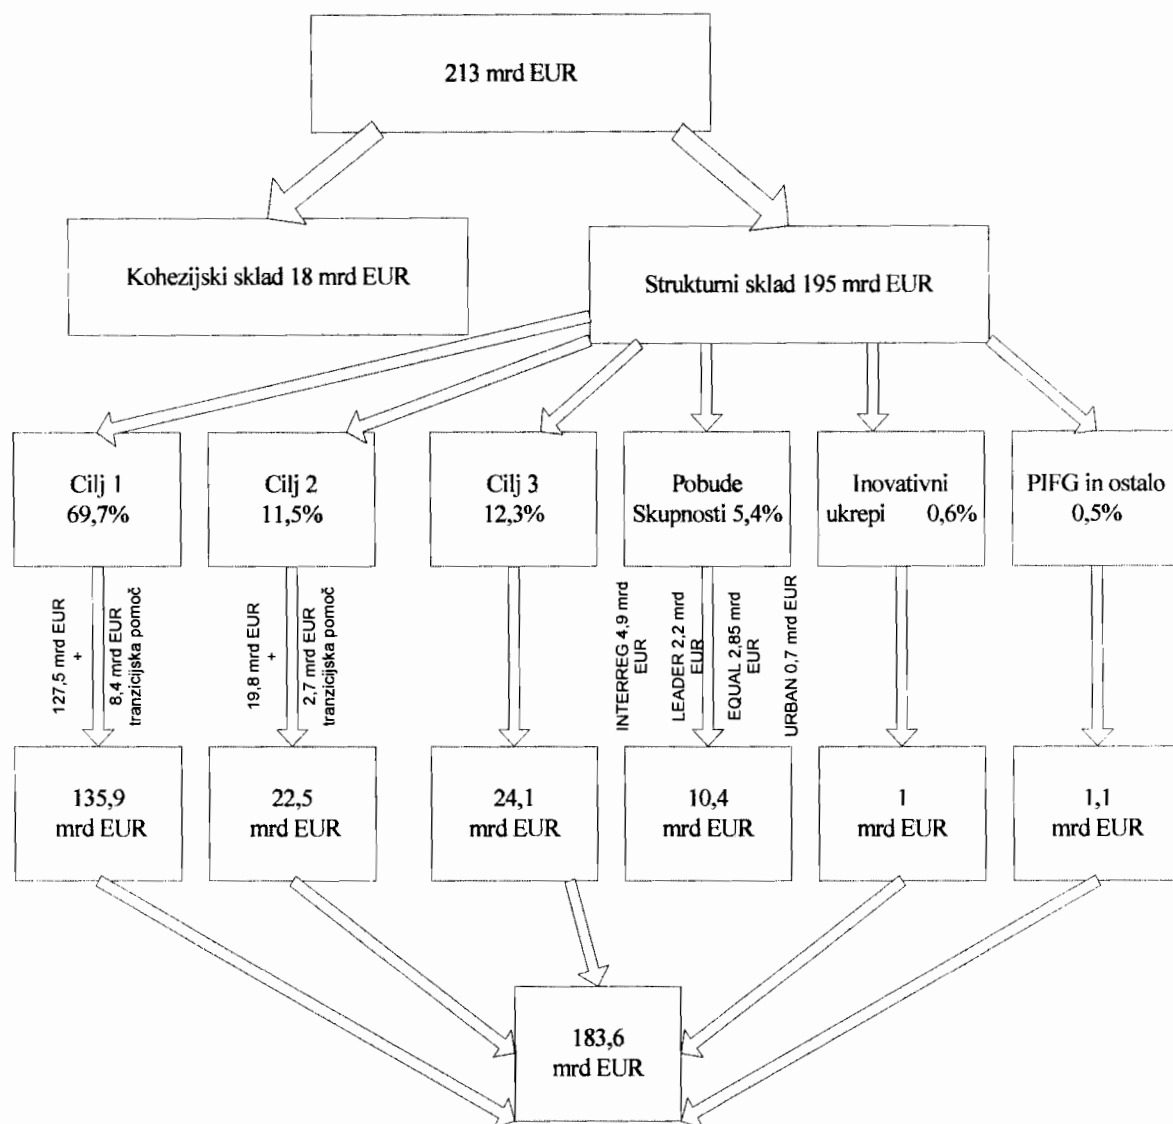 213 mrd EUR
Kohezijski sklad 18 mrd EUR
Strukturni sklad 195 mrd EUR
Cilj 1
69,7%
Cilj 2
11,5%
Cilj 3
12,3%
Pobude
Skupnosti 5,4%
Inovativni
ukrepi 0,6%
PIFG in ostalo
0,5%
127,5 mrd EUR
+
8,4 mrd EUR
tranzicijska pomoč
19,8 mrd EUR
+
2,7 mrd EUR
tranzicijska pomoč
INTERREG 4,9 mrd
EUR
LEADER 2,2 mrd
EUR
EQUAL 2,85 mrd
EUR
URBAN 0,7 mrd EUR
135,9
mrd EUR
22,5
mrd EUR
24,1
mrd EUR
10,4
mrd EUR
1
mrd EUR
1,1
mrd EUR
183,6
mrd EUR